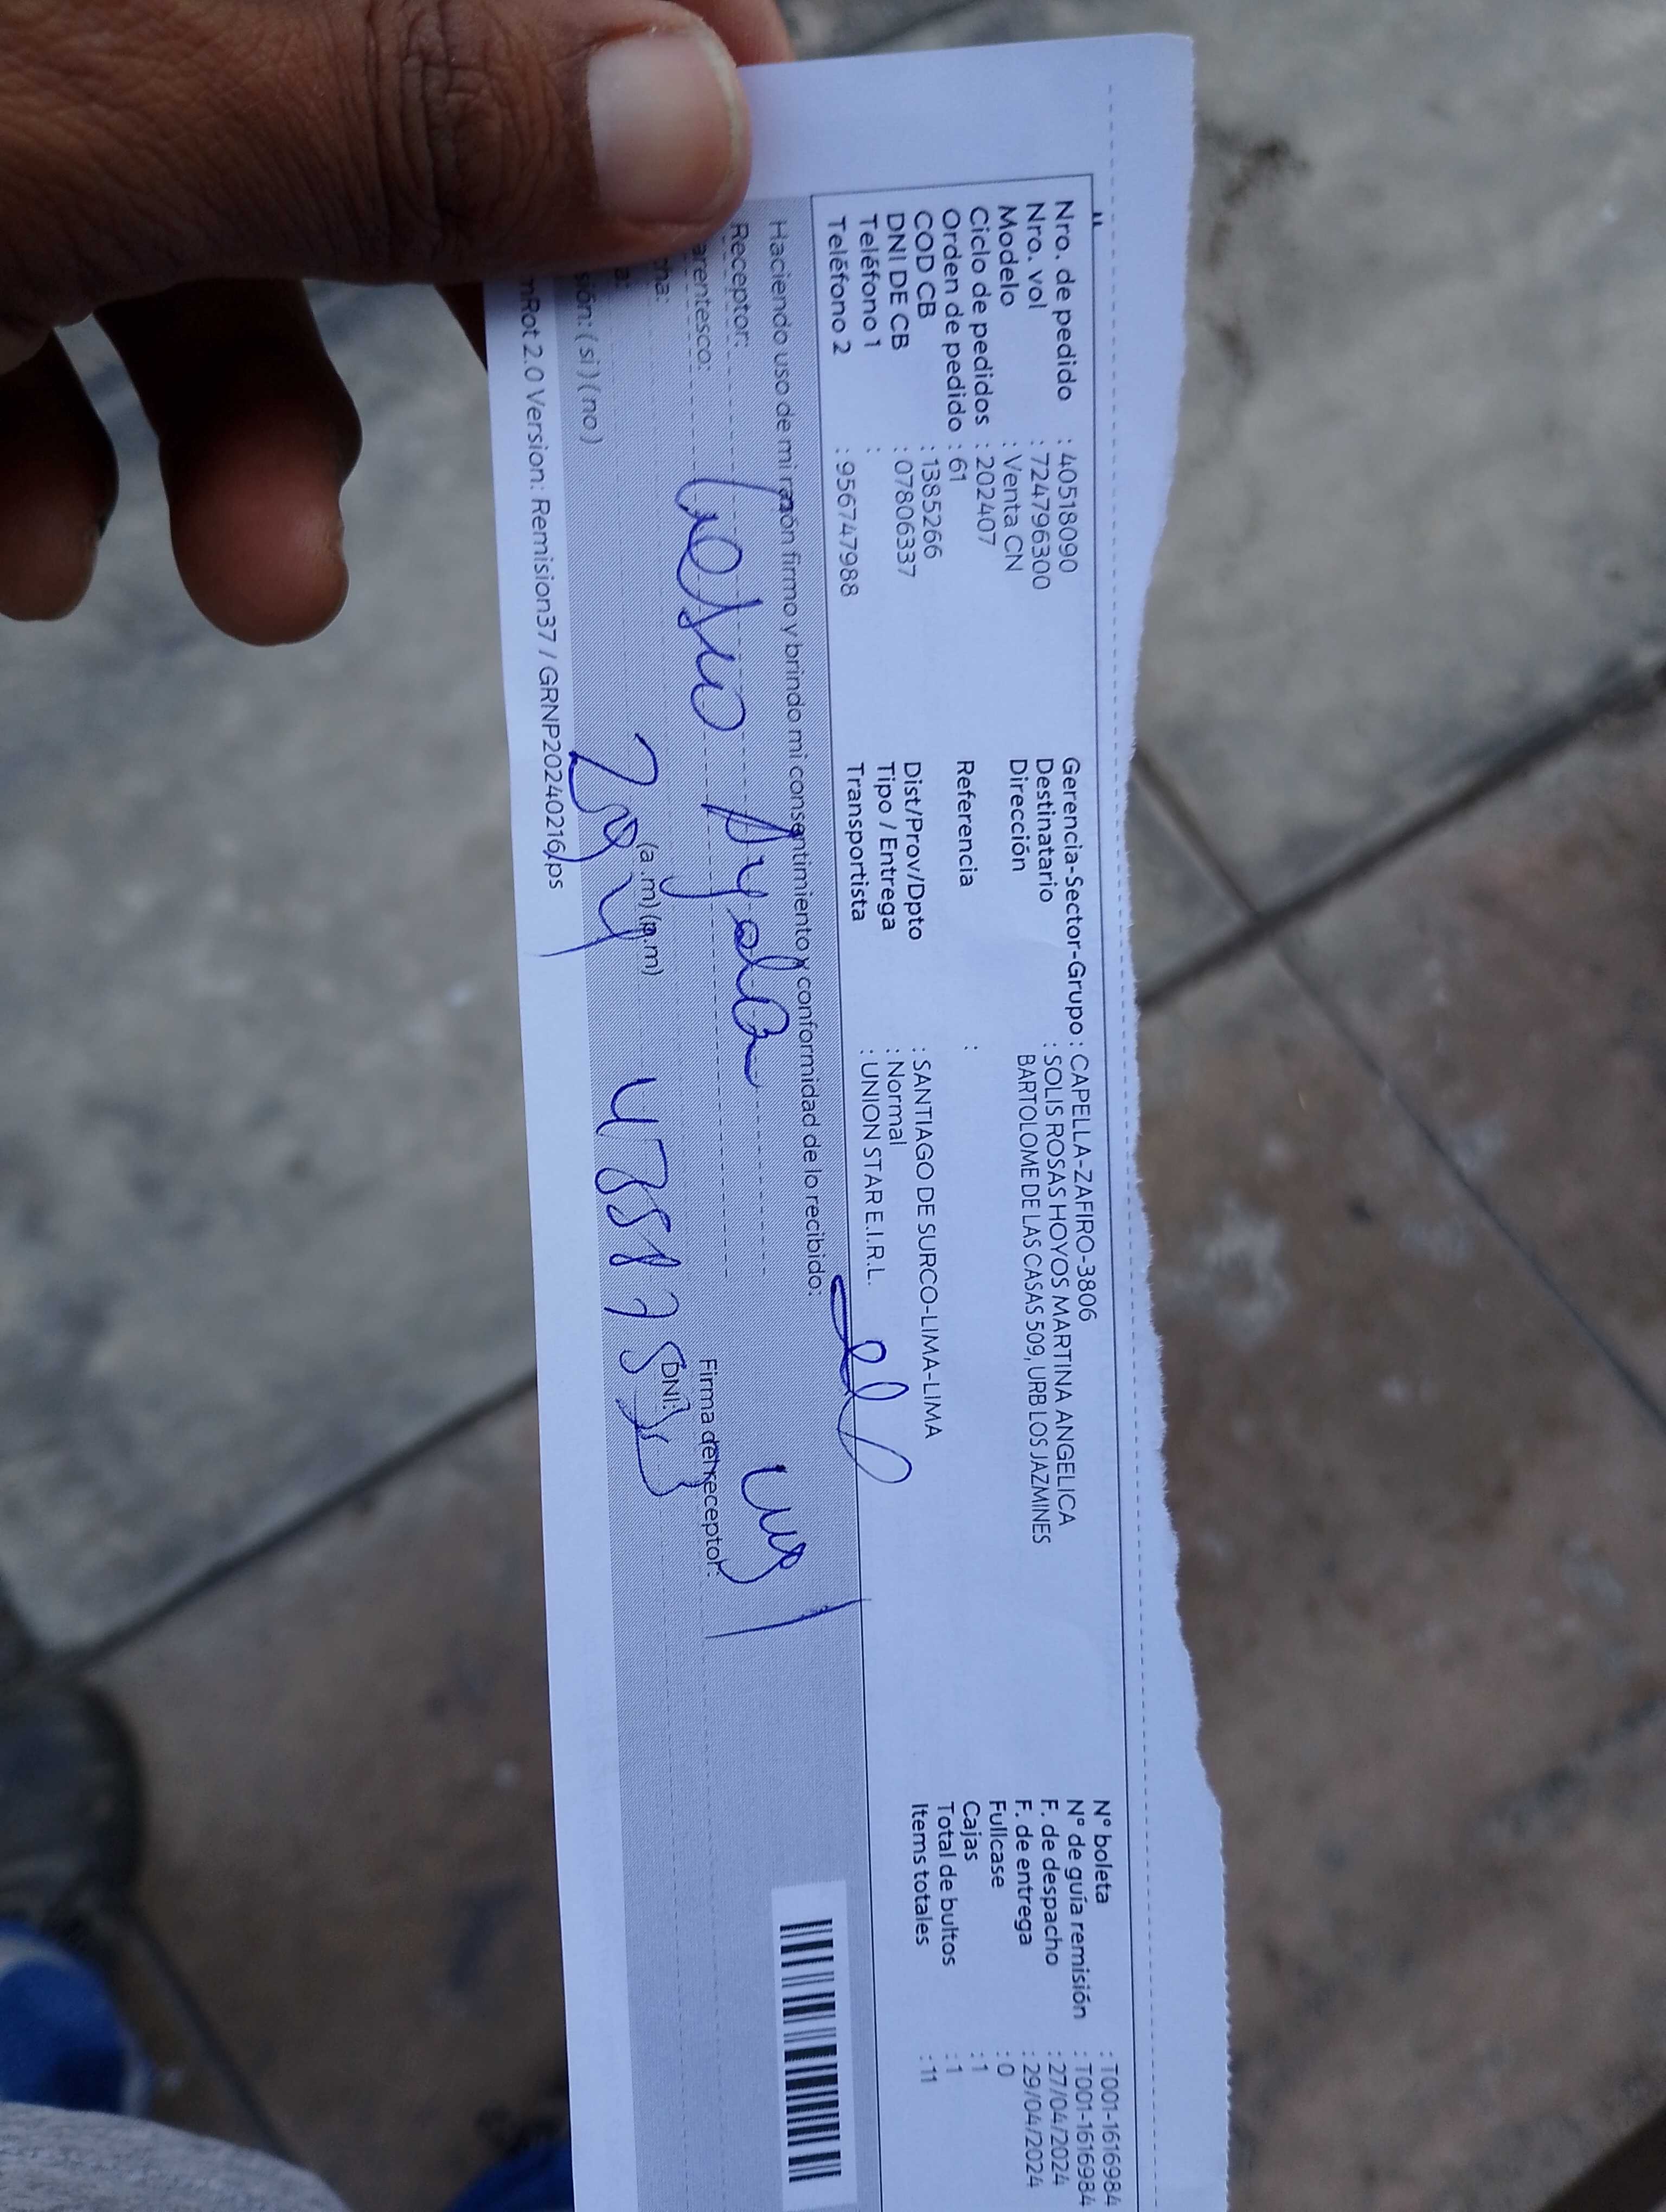 Nro. de pedido : 40518090
Nro. vol : 724796300
Modelo : Venta CN
Ciclo de pedidos : 202407
Orden de pedido : 61
COD CB : 1385266
DNI DE CB : 07806337
Teléfono 1 :
Teléfono 2 : 956747988
Gerencia-Sector-Grupo : CAPELLA-ZAFIRO-3806
Destinatario : SOLIS ROSAS HOYOS MARTINA ANGELICA
Dirección BARTOLOME DE LAS CASAS 509, URB LOS JAZMINES
Referencia :
Dist/Prov/Dpto : SANTIAGO DE SURCO-LIMA-LIMA
Tipo / Entrega : Normal
Transportista : UNION STAR E.I.R.L.
N° boleta : T001-1616984
N° de guía remisión : T001-1616984
F. de despacho : 27/04/2024
F. de entrega : 29/04/2024
Fullcase : 0
Cajas : 1
Total de bultos : 1
Items totales : 11
Haciendo uso de mi razón firmo y brindo mi consentimiento y conformidad de lo recibido:
Receptor:
arentesco:
Ayala
Firma del receptor:
cha:
a: (a.m) (p.m)
DNI:
sión: ( si ) ( no )
mRot 2.0 Version: Remision37 / GRNP20240216/ps